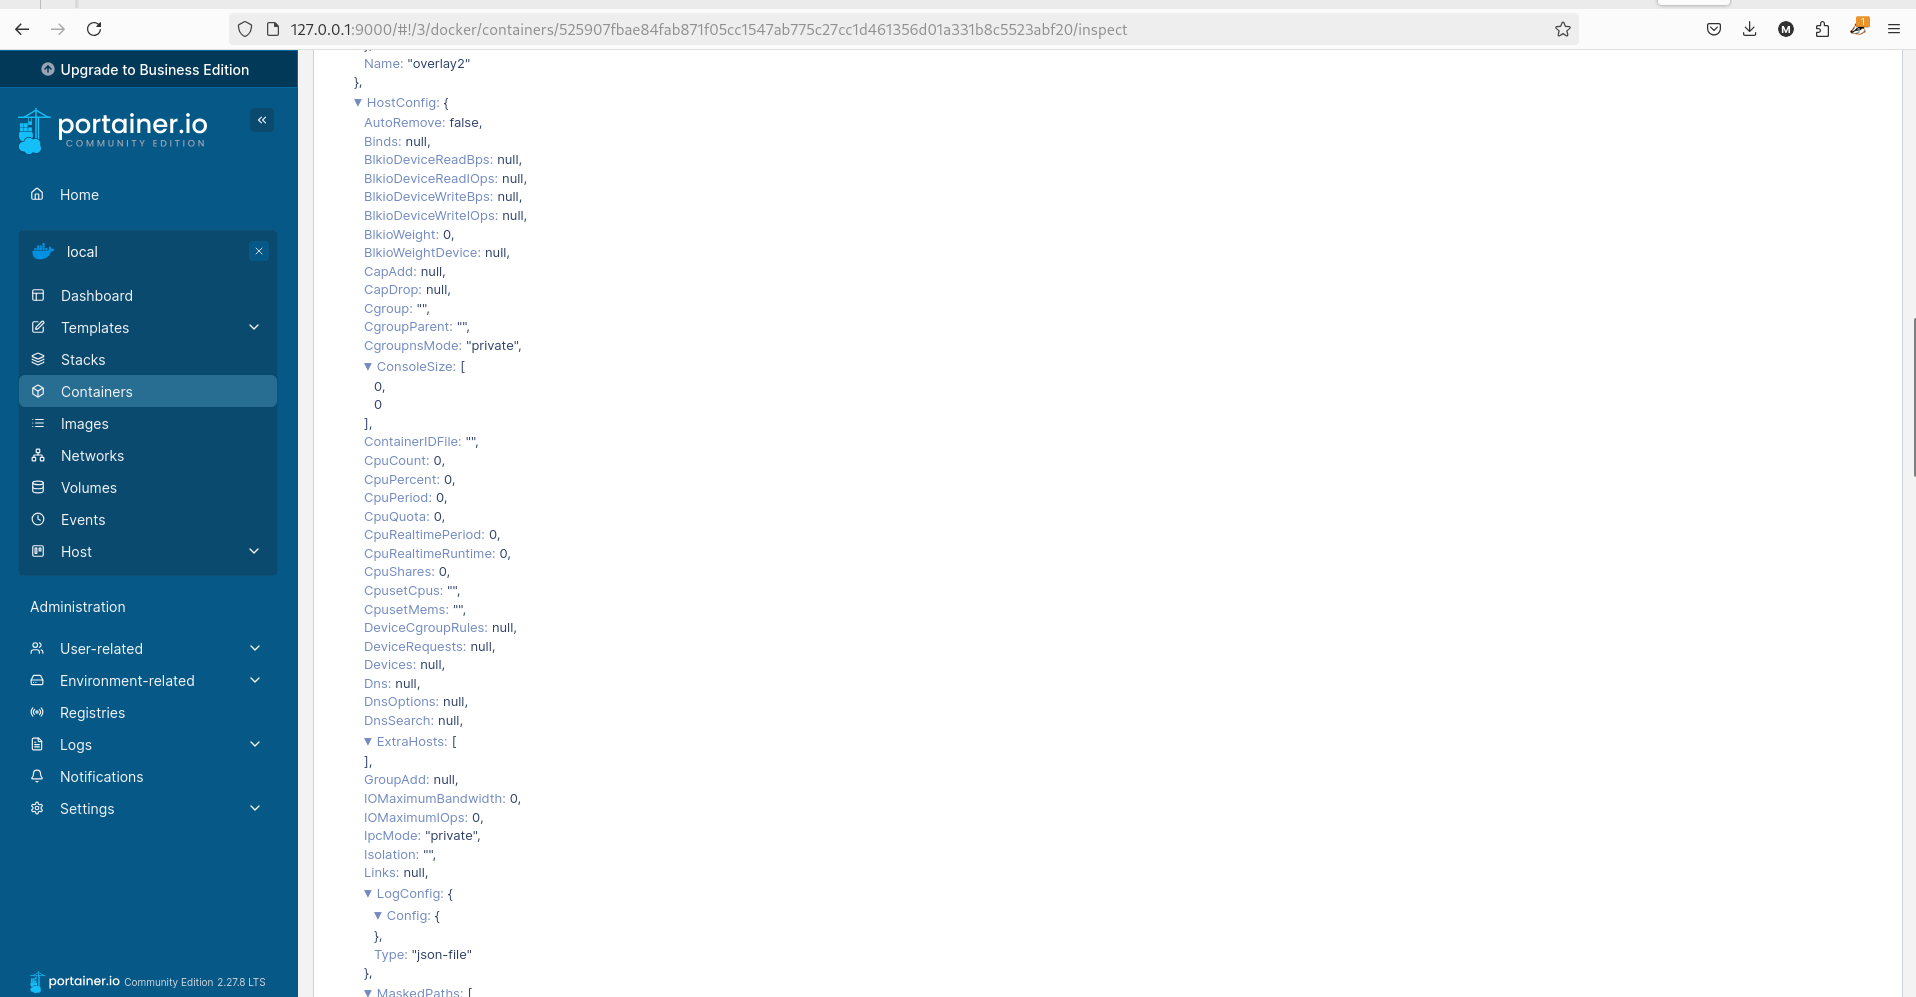 127.0.0.1:9000/#!/3/docker/containers/525907fbae84fab871f05cc1547ab775c27cc1d461356d01a331b8c5523abf20/inspect
M
1
Upgrade to Business Edition
portainer.io
COMMUNITY EDITION
Home
local
Dashboard
Templates
Stacks
Containers
Images
Networks
Volumes
Events
Host
Administration
User-related
Environment-related
Registries
Logs
Notifications
Settings
portainer.io Community Edition 2.27.8 LTS
Name: "overlay2"
},
HostConfig: {
AutoRemove: false,
Binds: null,
BlkioDeviceReadBps: null,
BlkioDeviceReadIOps: null,
BlkioDeviceWriteBps: null,
BlkioDeviceWriteIOps: null,
BlkioWeight: 0,
BlkioWeightDevice: null,
CapAdd: null,
CapDrop: null,
Cgroup: "",
CgroupParent: "",
CgroupnsMode: "private",
ConsoleSize: [
0,
0
],
ContainerIDFile: "",
CpuCount: 0,
CpuPercent: 0,
CpuPeriod: 0,
CpuQuota: 0,
CpuRealtimePeriod: 0,
CpuRealtimeRuntime: 0,
CpuShares: 0,
CpusetCpus: "",
CpusetMems: "",
DeviceCgroupRules: null,
DeviceRequests: null,
Devices: null,
Dns: null,
DnsOptions: null,
DnsSearch: null,
ExtraHosts: [
],
GroupAdd: null,
IOMaximumBandwidth: 0,
IOMaximumIOps: 0,
IpcMode: "private",
Isolation: "",
Links: null,
LogConfig: {
Config: {
},
Type: "json-file"
},
MaskedPaths: [